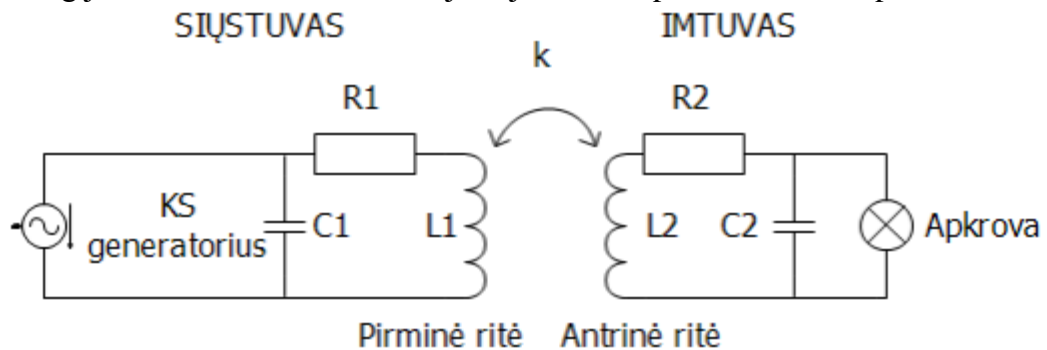 SIŲSTUVAS
IMTUVAS
k
R1
R2
KS
generatorius
C1
L1
L2
C2
Apkrova
Pirminė ritė
Antrinė ritė